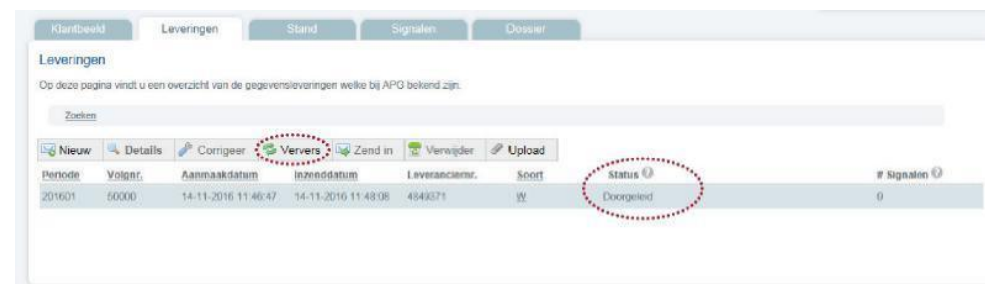 Klantbeeld Leveringen Stand Signalen Dossier
Leveringen
Op deze pagina vindt u een overzicht van de gegevensleveringen welke bij APG bekend zijn.
Zoeken
Nieuw Details Corrigeer Ververs Zend in Verwijder Upload
Periode Volgnr. Aanmaakdatum Inzenddatum Leveranciernr. Soort Status # Signalen
201601 60000 14-11-2016 11:46:47 14-11-2016 11:48:08 4849371 W Doorgeleid 0